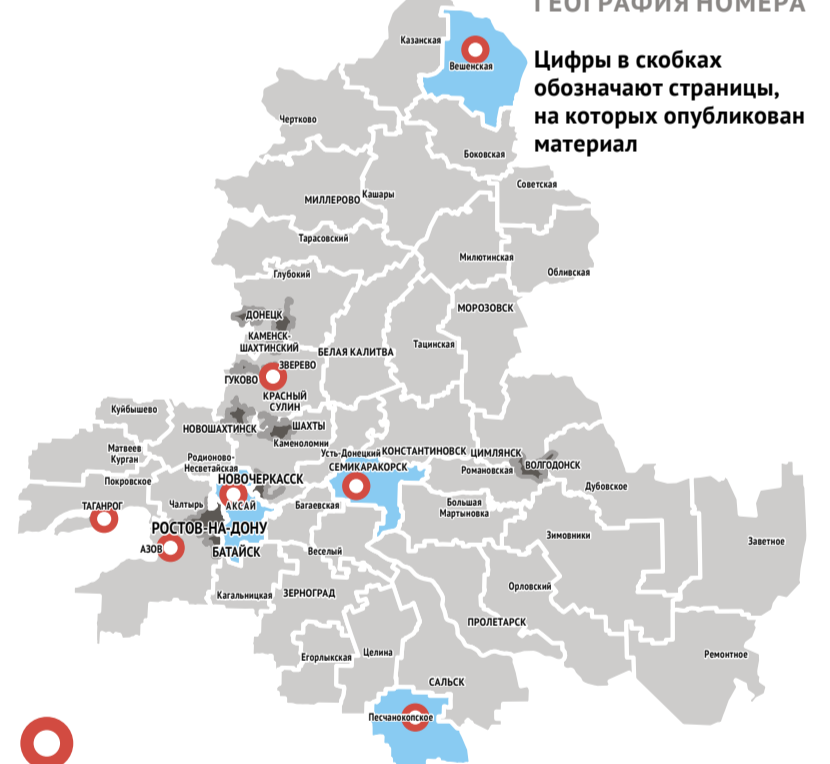 ГЕОГРАФИЯ НОМЕРА
Цифры в скобках
обозначают страницы,
на которых опубликован
материал
Казанская
Вешенская
Чертково
Боковская
Советская
МИЛЛЕРОВО
Кашары
Тарасовский
Милютинская
Обливская
Глубокий
ДОНЕЦК
МОРОЗОВСК
КАМЕНСК-
ШАХТИНСКИЙ
Тацинская
БЕЛАЯ КАЛИТВА
ЗВЕРЕВО
ГУКОВО
КРАСНЫЙ
СУЛИН
Куйбышево
НОВОШАХТИНСК
ШАХТЫ
Каменоломни
Матвеев
Курган
Родионово-
Несветайская
Усть-Донецкий
КОНСТАНТИНОВСК
ЦИМЛЯНСК
СЕМИКАРАКОРСК
Романовская
ВОЛГОДОНСК
Покровское
НОВОЧЕРКАССК
Дубовское
ТАГАНРОГ
Чалтырь
АКСАЙ
Багаевская
Большая
Мартыновка
РОСТОВ-НА-ДОНУ
Зимовники
Заветное
АЗОВ
БАТАЙСК
Веселый
Кагальницкая
ЗЕРНОГРАД
Орловский
ПРОЛЕТАРСК
Егорлыкская
Целина
Ремонтное
САЛЬСК
Песчанокопское